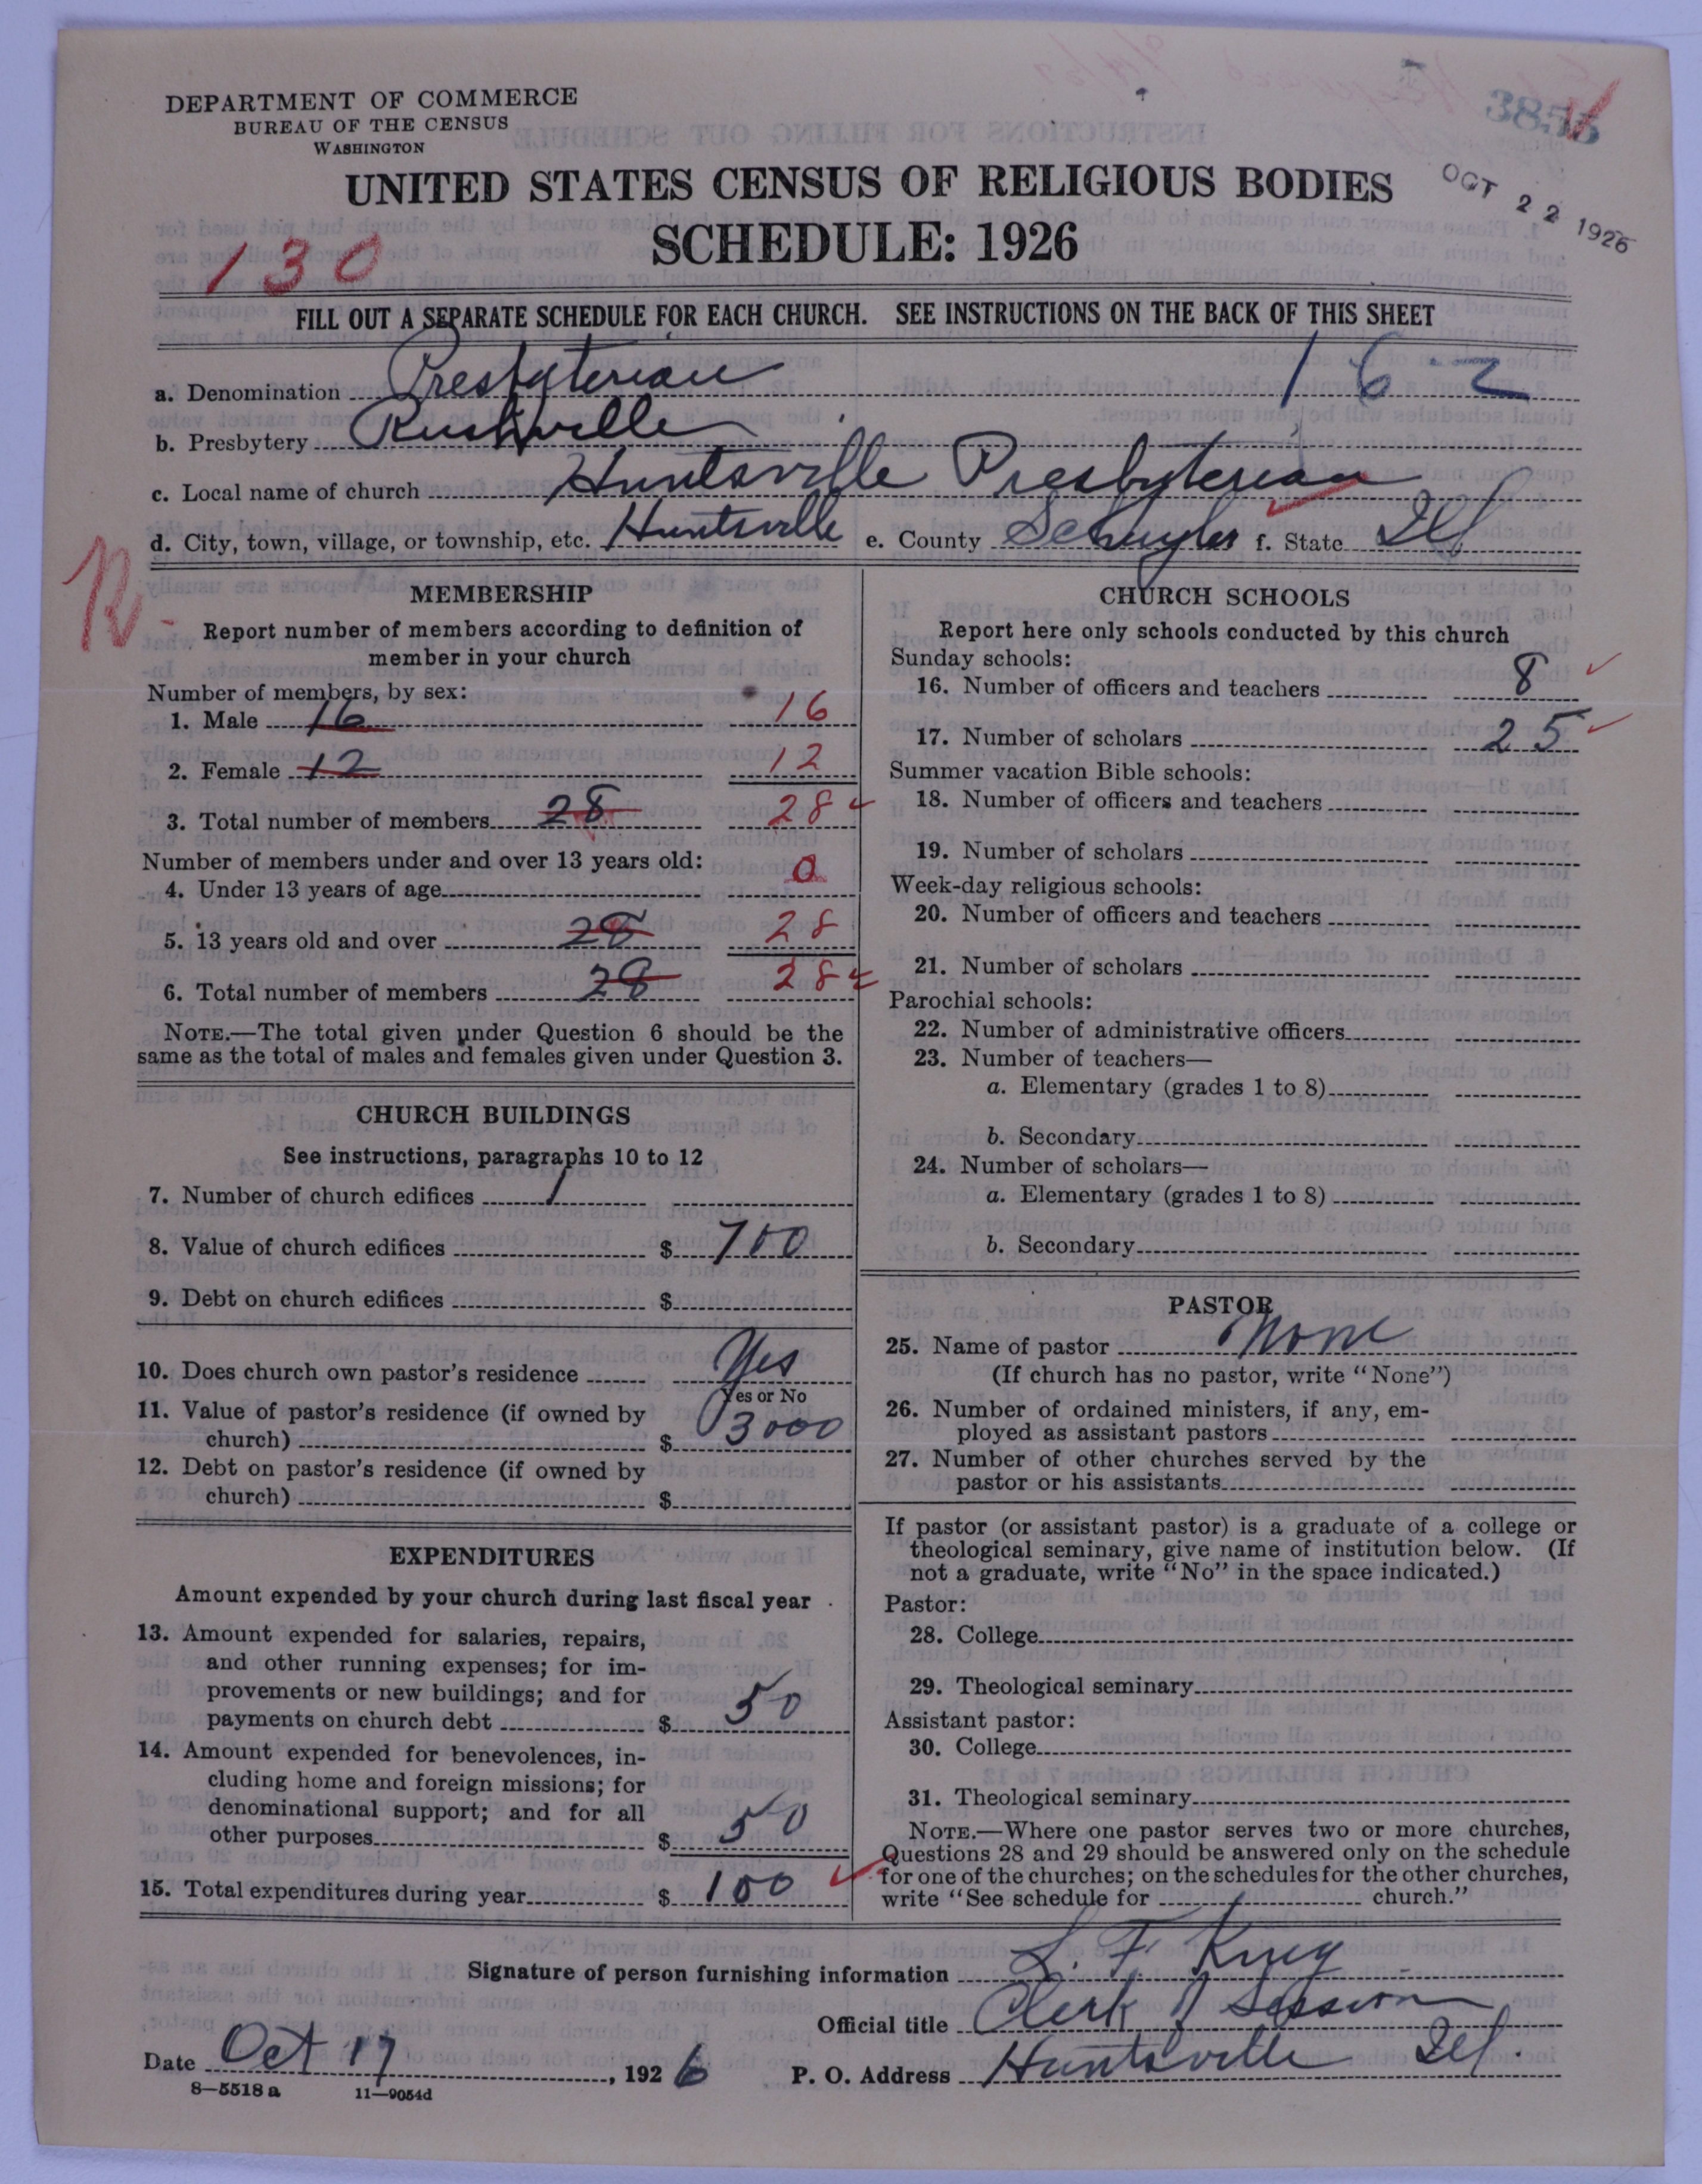 DEPARTMENT OF COMMERCE
BUREAU OF THE CENSUS
WASHINGTON
UNITED STATES CENSUS OF RELIGIOUS BODIES
SCHEDULE: 1926
OCT 22 1926
130
FILL OUT A SEPARATE SCHEDULE FOR EACH CHURCH. SEE INSTRUCTIONS ON THE BACK OF THIS SHEET
16-2
a. Denomination Presbyterian
b. Presbytery Rushville
c. Local name of church Huntsville Presbyterian
d. City, town, village, or township, etc. Huntsville e. County Schuyler f. State Ill
MEMBERSHIP
Report number of members according to definition of
member in your church
Number of members, by sex:
1. Male 16 16
2. Female 12 12
3. Total number of members 28 28
Number of members under and over 13 years old:
4. Under 13 years of age 0
5. 13 years old and over 28 28
6. Total number of members 28 28
NOTE.—The total given under Question 6 should be the
same as the total of males and females given under Question 3.
CHURCH BUILDINGS
See instructions, paragraphs 10 to 12
7. Number of church edifices 1
8. Value of church edifices $ 700
9. Debt on church edifices $
10. Does church own pastor's residence Yes
Yes or No
11. Value of pastor's residence (if owned by
church) $ 3000
12. Debt on pastor's residence (if owned by
church) $
EXPENDITURES
Amount expended by your church during last fiscal year
13. Amount expended for salaries, repairs,
and other running expenses; for im-
provements or new buildings; and for
payments on church debt $ 50
14. Amount expended for benevolences, in-
cluding home and foreign missions; for
denominational support; and for all
other purposes $ 50
15. Total expenditures during year $ 100
CHURCH SCHOOLS
Report here only schools conducted by this church
Sunday schools:
16. Number of officers and teachers 8
17. Number of scholars 25
Summer vacation Bible schools:
18. Number of officers and teachers
19. Number of scholars
Week-day religious schools:
20. Number of officers and teachers
21. Number of scholars
Parochial schools:
22. Number of administrative officers
23. Number of teachers—
a. Elementary (grades 1 to 8)
b. Secondary
24. Number of scholars—
a. Elementary (grades 1 to 8)
b. Secondary
PASTOR
25. Name of pastor None
(If church has no pastor, write "None")
26. Number of ordained ministers, if any, em-
ployed as assistant pastors
27. Number of other churches served by the
pastor or his assistants
If pastor (or assistant pastor) is a graduate of a college or
theological seminary, give name of institution below. (If
not a graduate, write "No" in the space indicated.)
Pastor:
28. College
29. Theological seminary
Assistant pastor:
30. College
31. Theological seminary
NOTE.—Where one pastor serves two or more churches,
Questions 28 and 29 should be answered only on the schedule
for one of the churches; on the schedules for the other churches,
write "See schedule for church."
Signature of person furnishing information L. F. Krug
Official title Clerk of Session
Date Oct 17, 1926 P. O. Address Huntsville Ill.
8—5518 a 11—9054d